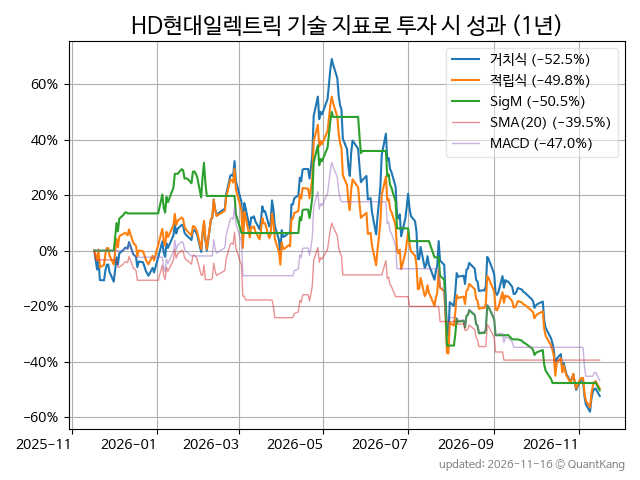 HD현대일렉트릭 기술 지표로 투자 시 성과 (1년)
거치식 (−52.5%)
적립식 (−49.8%)
SigM (−50.5%)
SMA(20) (−39.5%)
MACD (−47.0%)
60%
40%
20%
0%
−20%
−40%
−60%
2025-11
2026-01
2026-03
2026-05
2026-07
2026-09
2026-11
updated: 2026-11-16 © QuantKang